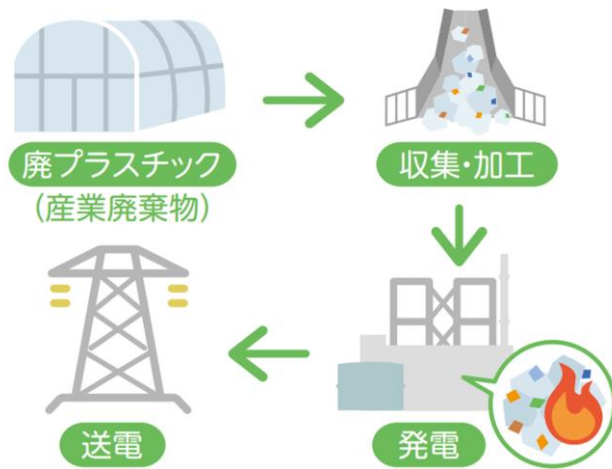 廃プラスチック
(産業廃棄物)
収集・加工
発電
送電